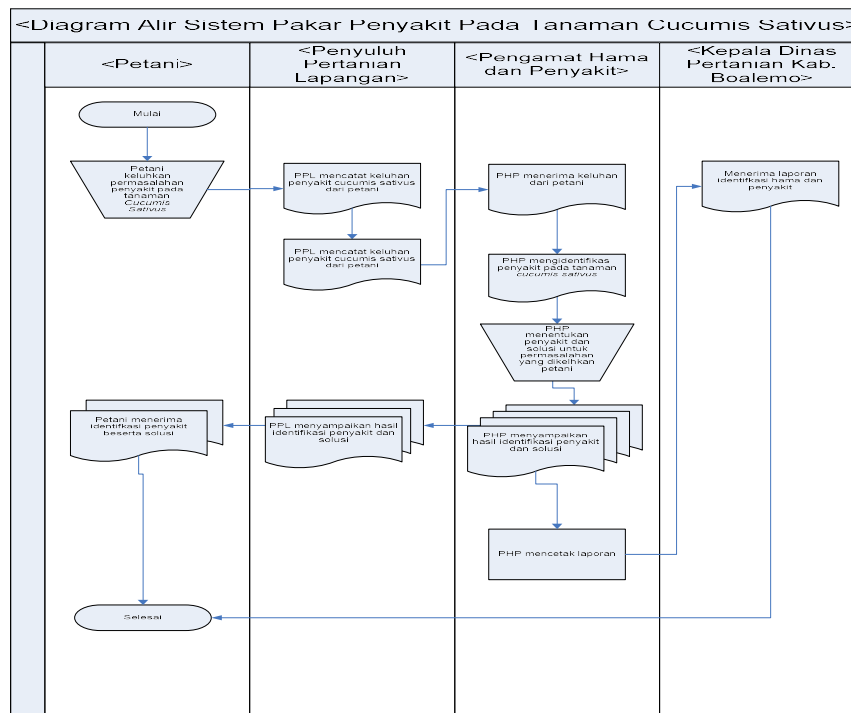 <Diagram Alir Sistem Pakar Penyakit Pada Tanaman Cucumis Sativus>
<Petani>
<Penyuluh
Pertanian
Lapangan>
<Pengamat Hama
dan Penyakit>
<Kepala Dinas
Pertanian Kab.
Boalemo>
Mulai
Petani
keluhkan
permasalahan
penyakit pada
tanaman
Cucumis
Sativus
PPL mencatat keluhan
penyakit cucumis sativus
dari petani
PPL mencatat keluhan
penyakit cucumis sativus
dari petani
PHP menerima keluhan
dari petani
PHP mengidentifikas
penyakit pada tanaman
cucumis sativus
PHP
menentukan
penyakit dan
solusi untuk
permasalahan
yang dikelhkan
petani
Menerima laporan
identifkasi hama dan
penyakit
Petani menerima
identifkasi penyakit
beserta solusi
PPL menyampaikan hasil
identifikasi penyakit dan
solusi
PHP menyampaikan
hasil identifikasi penyakit
dan solusi
PHP mencetak laporan
Selesai